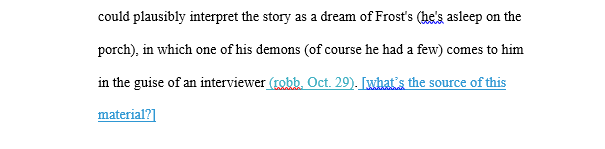 could plausibly interpret the story as a dream of Frost's (he's asleep on the
porch), in which one of his demons (of course he had a few) comes to him
in the guise of an interviewer (robb, Oct. 29). [what's the source of this
material?]